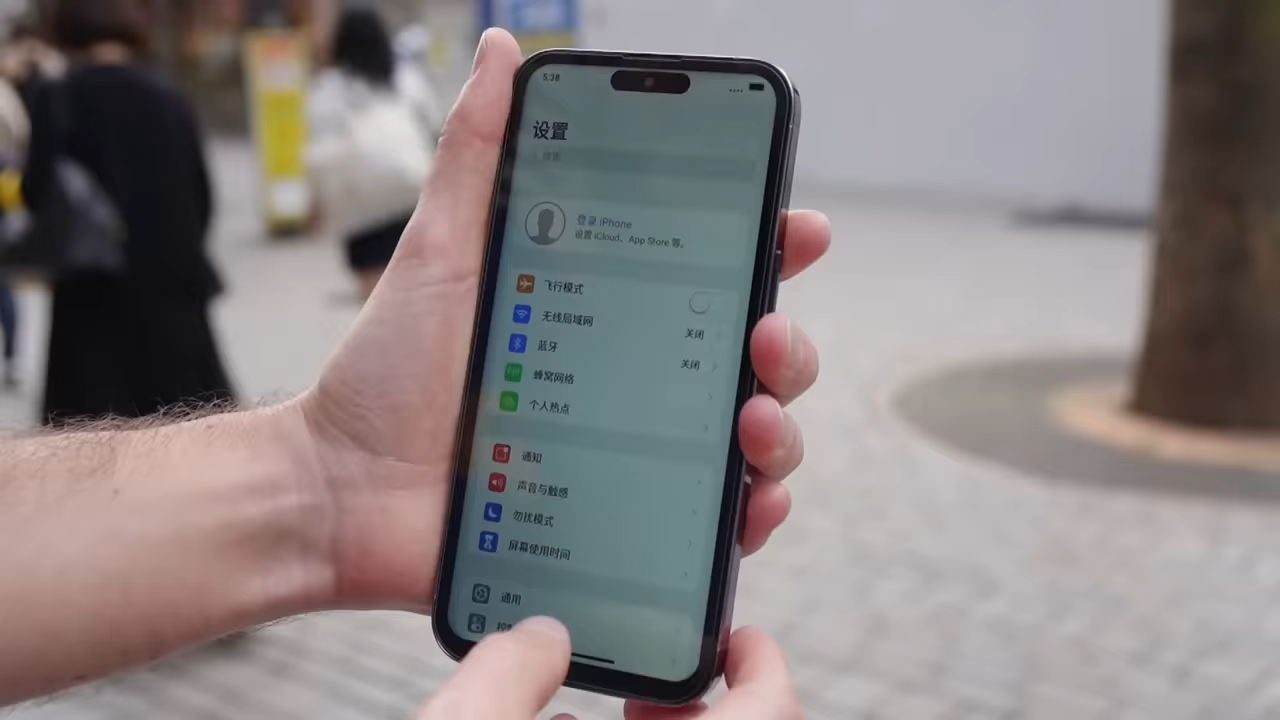 5:38
设置
搜索
登录 iPhone
设置 iCloud、App Store 等。
飞行模式
无线局域网 关闭
蓝牙 关闭
蜂窝网络
个人热点
通知
声音与触感
勿扰模式
屏幕使用时间
通用